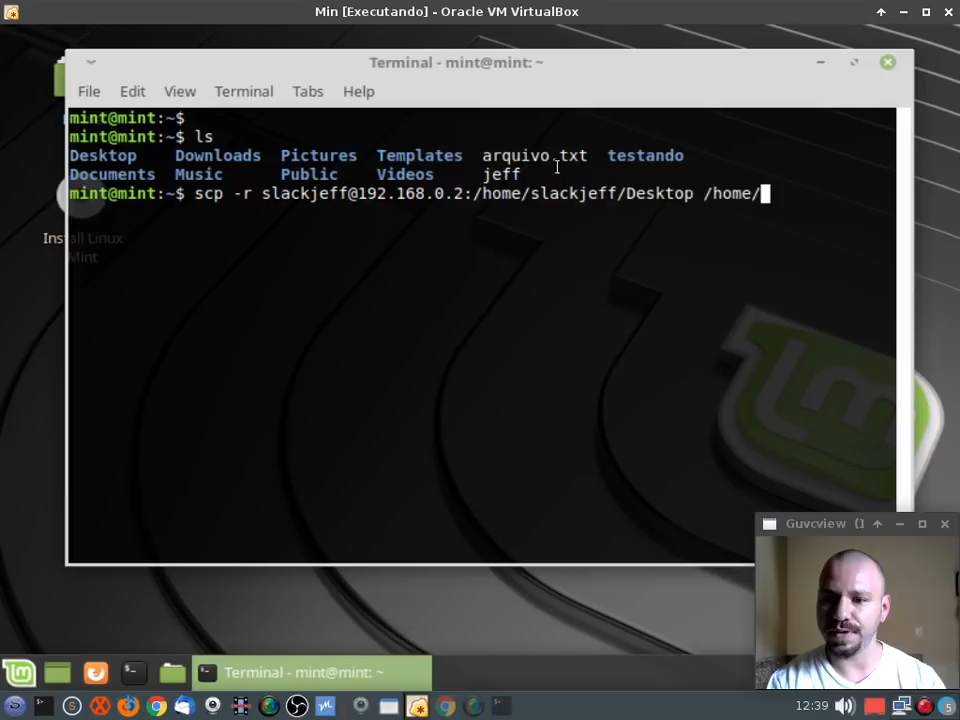 Min [Executando] - Oracle VM VirtualBox
Terminal - mint@mint: ~
File Edit View Terminal Tabs Help
mint@mint:~$
mint@mint:~$ ls
Desktop Downloads Pictures Templates arquivo.txt testando
Documents Music Public Videos jeff
mint@mint:~$ scp -r slackjeff@192.168.0.2:/home/slackjeff/Desktop /home/
Install Linux
Mint
Guvcview (1
Terminal - mint@mint: ~
12:39